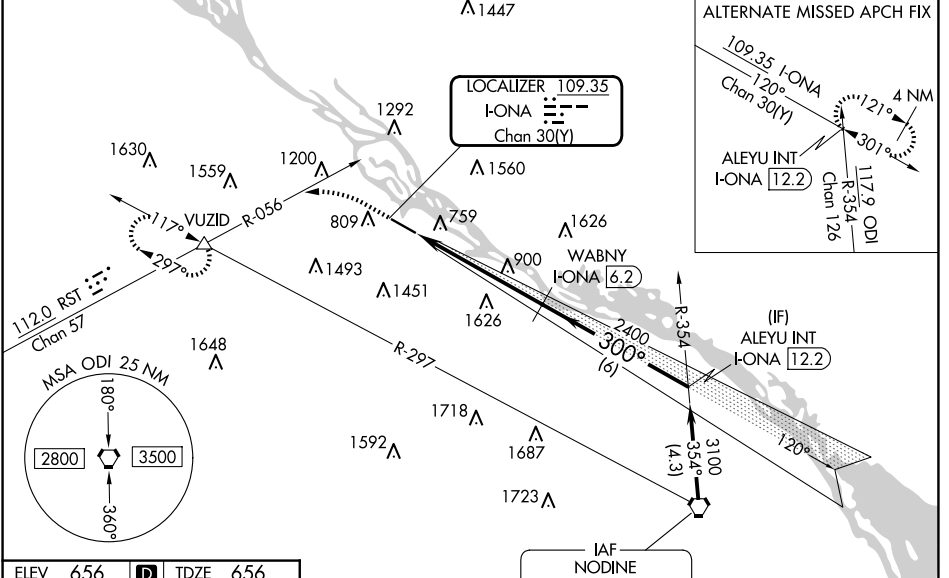 1447
ALTERNATE MISSED APCH FIX
109.35 I-ONA
120°
Chan 30(Y)
121°
4 NM
301°
ALEYU INT
I-ONA 12.2
117.9 ODI
R-354
Chan 126
LOCALIZER 109.35
I-ONA
Chan 30(Y)
1292
1630
1559
1200
1560
VUZID
R-056
117°
297°
809
759
1626
900
WABNY
I-ONA 6.2
1493
1451
1626
112.0 RST
Chan 57
R-354
(IF)
ALEYU INT
I-ONA 12.2
2400
300°
(6)
R-297
1648
MSA ODI 25 NM
180°
2800
3500
360°
1718
1687
1592
1723
120°
3100
354°
(4.3)
IAF
NODINE
ELEV 656 D TDZE 656